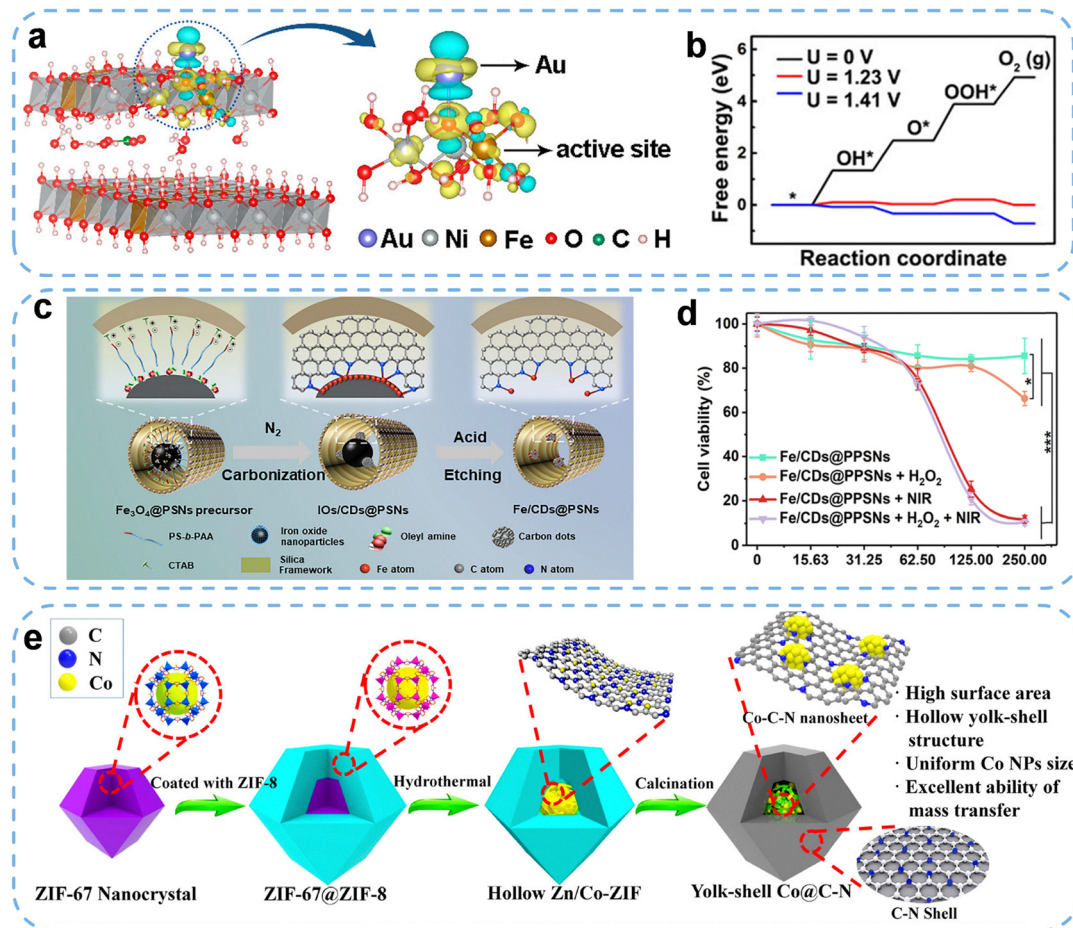 a
Au
active site
Au Ni Fe O C H
b
U = 0 V
U = 1.23 V
U = 1.41 V
O₂ (g)
OOH*
O*
OH*
*
Free energy (eV)
6
4
2
0
Reaction coordinate
c
N₂
Carbonization
Acid
Etching
Fe₃O₄@PSNs precursor
IOs/CDs@PSNs
Fe/CDs@PSNs
PS-b-PAA
Iron oxide
nanoparticles
Oleyl amine
Carbon dots
CTAB
Silica
Framework
Fe atom
C atom
N atom
d
Cell viability (%)
100
80
60
40
20
0
Fe/CDs@PPSNs
Fe/CDs@PPSNs + H₂O₂
Fe/CDs@PPSNs + NIR
Fe/CDs@PPSNs + H₂O₂ + NIR
*
***
0 15.63 31.25 62.50 125.00 250.00
e
C
N
Co
Coated with ZIF-8
Hydrothermal
Calcination
Co-C-N nanosheet
· High surface area
· Hollow yolk-shell
structure
· Uniform Co NPs size
· Excellent ability of
mass transfer
ZIF-67 Nanocrystal
ZIF-67@ZIF-8
Hollow Zn/Co-ZIF
Yolk-shell Co@C-N
C-N Shell